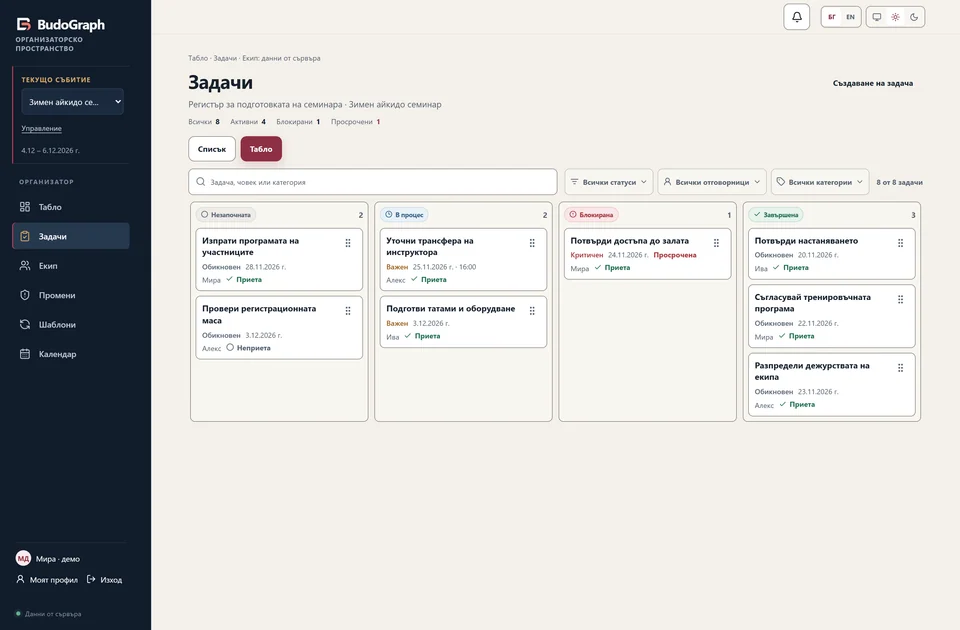 BudoGraph
ОРГАНИЗАТОРСКО
ПРОСТРАНСТВО
ТЕКУЩО СЪБИТИЕ
Зимен айкидо се...
Управление
4.12 – 6.12.2026 г.
ОРГАНИЗАТОР
Табло
Задачи
Екип
Промени
Шаблони
Календар
МД Мира · демо
Моят профил Изход
Данни от сървъра
БГ EN
Табло · Задачи · Екип: данни от сървъра
Задачи
Създаване на задача
Регистър за подготовката на семинара · Зимен айкидо семинар
Всички 8 Активни 4 Блокирани 1 Просрочени 1
Списък Табло
Задача, човек или категория
Всички статуси
Всички отговорници
Всички категории
8 от 8 задачи
Незапочната 2
Изпрати програмата на
участниците
Обикновен 28.11.2026 г.
Мира Приета
Провери регистрационната
маса
Обикновен 3.12.2026 г.
Алекс Неприета
В процес 2
Уточни трансфера на
инструктора
Важен 25.11.2026 г. · 16:00
Алекс Приета
Подготви татами и оборудване
Важен 3.12.2026 г.
Ива Приета
Блокирана 1
Потвърди достъпа до залата
Критичен 24.11.2026 г. Просрочена
Мира Приета
Завършена 3
Потвърди настаняването
Обикновен 20.11.2026 г.
Ива Приета
Съгласувай тренировъчната
програма
Обикновен 22.11.2026 г.
Мира Приета
Разпредели дежурствата на
екипа
Обикновен 23.11.2026 г.
Алекс Приета